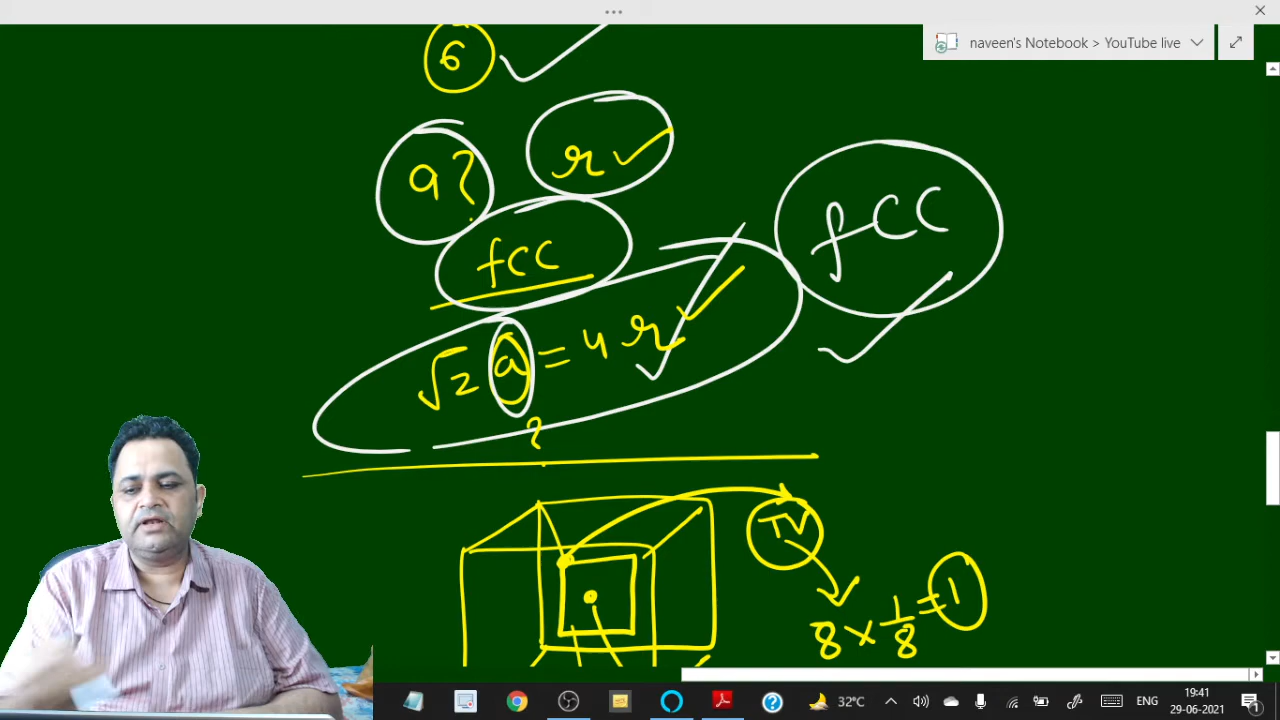 naveen's Notebook > YouTube live
6
a? r
fcc fcc
√2 a = 4 r
?
TV
8 × 1/8 = 1
32°C
ENG
19:41
29-06-2021